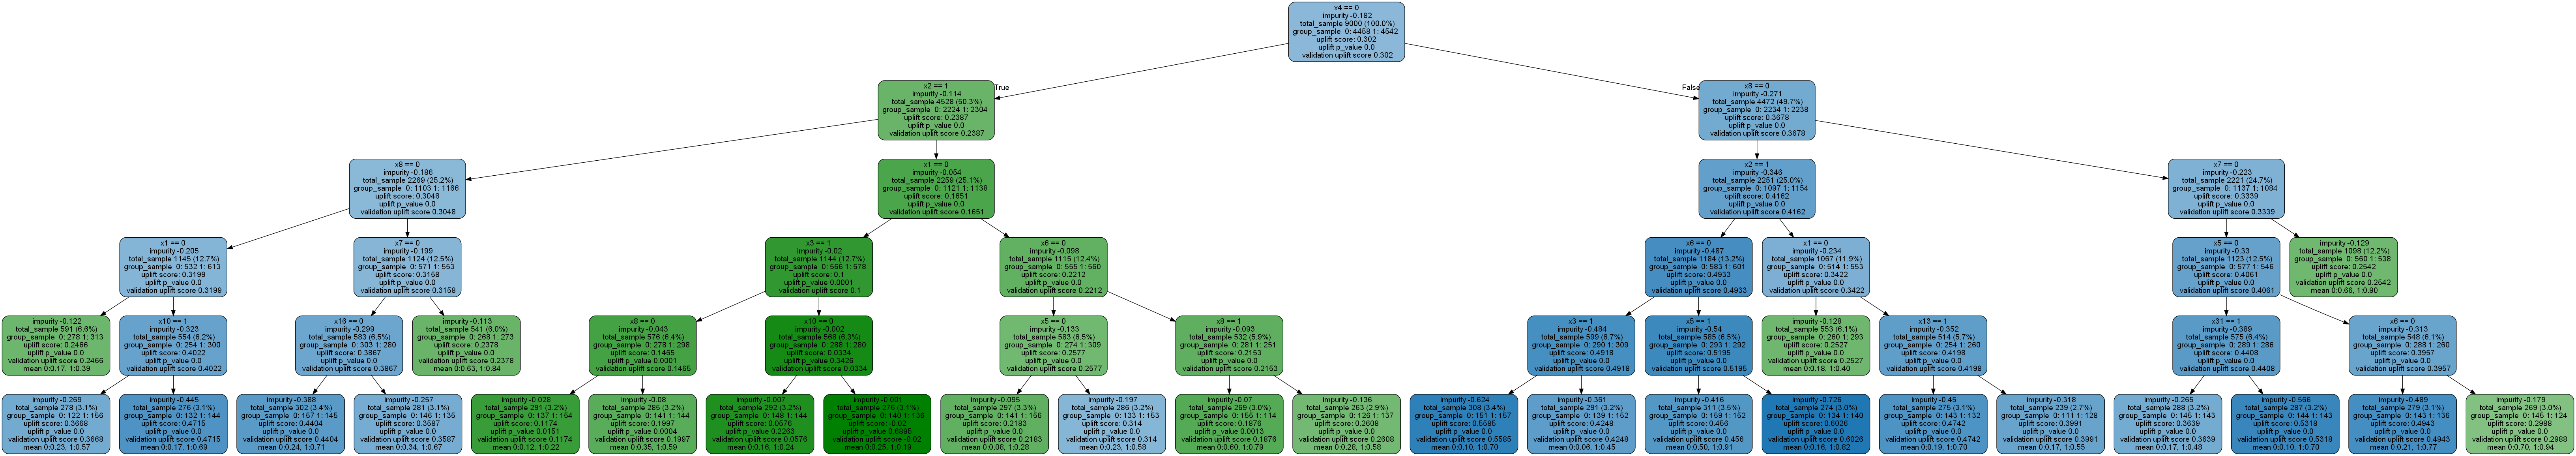 x4 == 0
impurity -0.182
total_sample 9000 (100.0%)
group_sample 0: 4458 1: 4542
uplift score: 0.302
uplift p_value 0.0
validation uplift score 0.302
True
False
x2 == 1
impurity -0.114
total_sample 4528 (50.3%)
group_sample 0: 2224 1: 2304
uplift score: 0.2387
uplift p_value 0.0
validation uplift score 0.2387
x8 == 0
impurity -0.271
total_sample 4472 (49.7%)
group_sample 0: 2234 1: 2238
uplift score: 0.3678
uplift p_value 0.0
validation uplift score 0.3678
x8 == 0
impurity -0.186
total_sample 2269 (25.2%)
group_sample 0: 1103 1: 1166
uplift score: 0.3048
uplift p_value 0.0
validation uplift score 0.3048
x1 == 0
impurity -0.054
total_sample 2259 (25.1%)
group_sample 0: 1121 1: 1138
uplift score: 0.1651
uplift p_value 0.0
validation uplift score 0.1651
x2 == 1
impurity -0.346
total_sample 2251 (25.0%)
group_sample 0: 1097 1: 1154
uplift score: 0.4162
uplift p_value 0.0
validation uplift score 0.4162
x7 == 0
impurity -0.223
total_sample 2221 (24.7%)
group_sample 0: 1137 1: 1084
uplift score: 0.3339
uplift p_value 0.0
validation uplift score 0.3339
x1 == 0
impurity -0.205
total_sample 1145 (12.7%)
group_sample 0: 532 1: 613
uplift score: 0.3199
uplift p_value 0.0
validation uplift score 0.3199
x7 == 0
impurity -0.199
total_sample 1124 (12.5%)
group_sample 0: 571 1: 553
uplift score: 0.3158
uplift p_value 0.0
validation uplift score 0.3158
x3 == 1
impurity -0.02
total_sample 1144 (12.7%)
group_sample 0: 566 1: 578
uplift score: 0.1
uplift p_value 0.0001
validation uplift score 0.1
x6 == 0
impurity -0.098
total_sample 1115 (12.4%)
group_sample 0: 555 1: 560
uplift score: 0.2212
uplift p_value 0.0
validation uplift score 0.2212
x6 == 0
impurity -0.487
total_sample 1184 (13.2%)
group_sample 0: 583 1: 601
uplift score: 0.4933
uplift p_value 0.0
validation uplift score 0.4933
x1 == 0
impurity -0.234
total_sample 1067 (11.9%)
group_sample 0: 514 1: 553
uplift score: 0.3422
uplift p_value 0.0
validation uplift score 0.3422
x5 == 0
impurity -0.33
total_sample 1123 (12.5%)
group_sample 0: 577 1: 546
uplift score: 0.4061
uplift p_value 0.0
validation uplift score 0.4061
impurity -0.129
total_sample 1098 (12.2%)
group_sample 0: 560 1: 538
uplift score: 0.2542
uplift p_value 0.0
validation uplift score 0.2542
mean 0:0.66, 1:0.90
impurity -0.122
total_sample 591 (6.6%)
group_sample 0: 278 1: 313
uplift score: 0.2466
uplift p_value 0.0
validation uplift score 0.2466
mean 0:0.17, 1:0.39
x10 == 1
impurity -0.323
total_sample 554 (6.2%)
group_sample 0: 254 1: 300
uplift score: 0.4022
uplift p_value 0.0
validation uplift score 0.4022
x16 == 0
impurity -0.299
total_sample 583 (6.5%)
group_sample 0: 303 1: 280
uplift score: 0.3867
uplift p_value 0.0
validation uplift score 0.3867
impurity -0.113
total_sample 541 (6.0%)
group_sample 0: 268 1: 273
uplift score: 0.2378
uplift p_value 0.0
validation uplift score 0.2378
mean 0:0.63, 1:0.84
x8 == 0
impurity -0.043
total_sample 576 (6.4%)
group_sample 0: 278 1: 298
uplift score: 0.1465
uplift p_value 0.0001
validation uplift score 0.1465
x10 == 0
impurity -0.002
total_sample 568 (6.3%)
group_sample 0: 288 1: 280
uplift score: 0.0334
uplift p_value 0.3426
validation uplift score 0.0334
x5 == 0
impurity -0.133
total_sample 583 (6.5%)
group_sample 0: 274 1: 309
uplift score: 0.2577
uplift p_value 0.0
validation uplift score 0.2577
x8 == 1
impurity -0.093
total_sample 532 (5.9%)
group_sample 0: 281 1: 251
uplift score: 0.2153
uplift p_value 0.0
validation uplift score 0.2153
x3 == 1
impurity -0.484
total_sample 599 (6.7%)
group_sample 0: 290 1: 309
uplift score: 0.4918
uplift p_value 0.0
validation uplift score 0.4918
x5 == 1
impurity -0.54
total_sample 585 (6.5%)
group_sample 0: 293 1: 292
uplift score: 0.5195
uplift p_value 0.0
validation uplift score 0.5195
impurity -0.128
total_sample 553 (6.1%)
group_sample 0: 260 1: 293
uplift score: 0.2527
uplift p_value 0.0
validation uplift score 0.2527
mean 0:0.18, 1:0.40
x13 == 1
impurity -0.352
total_sample 514 (5.7%)
group_sample 0: 254 1: 260
uplift score: 0.4198
uplift p_value 0.0
validation uplift score 0.4198
x31 == 1
impurity -0.389
total_sample 575 (6.4%)
group_sample 0: 289 1: 286
uplift score: 0.4408
uplift p_value 0.0
validation uplift score 0.4408
x6 == 0
impurity -0.313
total_sample 548 (6.1%)
group_sample 0: 288 1: 260
uplift score: 0.3957
uplift p_value 0.0
validation uplift score 0.3957
impurity -0.269
total_sample 278 (3.1%)
group_sample 0: 122 1: 156
uplift score: 0.3668
uplift p_value 0.0
validation uplift score 0.3668
mean 0:0.23, 1:0.57
impurity -0.445
total_sample 276 (3.1%)
group_sample 0: 132 1: 144
uplift score: 0.4715
uplift p_value 0.0
validation uplift score 0.4715
mean 0:0.17, 1:0.69
impurity -0.388
total_sample 302 (3.4%)
group_sample 0: 157 1: 145
uplift score: 0.4404
uplift p_value 0.0
validation uplift score 0.4404
mean 0:0.24, 1:0.71
impurity -0.257
total_sample 281 (3.1%)
group_sample 0: 146 1: 135
uplift score: 0.3587
uplift p_value 0.0
validation uplift score 0.3587
mean 0:0.34, 1:0.67
impurity -0.028
total_sample 291 (3.2%)
group_sample 0: 137 1: 154
uplift score: 0.1174
uplift p_value 0.0151
validation uplift score 0.1174
mean 0:0.12, 1:0.22
impurity -0.08
total_sample 285 (3.2%)
group_sample 0: 141 1: 144
uplift score: 0.1997
uplift p_value 0.0004
validation uplift score 0.1997
mean 0:0.35, 1:0.59
impurity -0.007
total_sample 292 (3.2%)
group_sample 0: 148 1: 144
uplift score: 0.0576
uplift p_value 0.2263
validation uplift score 0.0576
mean 0:0.16, 1:0.24
impurity -0.001
total_sample 276 (3.1%)
group_sample 0: 140 1: 136
uplift score: -0.02
uplift p_value 0.6895
validation uplift score -0.02
mean 0:0.25, 1:0.19
impurity -0.095
total_sample 297 (3.3%)
group_sample 0: 141 1: 156
uplift score: 0.2183
uplift p_value 0.0
validation uplift score 0.2183
mean 0:0.08, 1:0.28
impurity -0.197
total_sample 286 (3.2%)
group_sample 0: 133 1: 153
uplift score: 0.314
uplift p_value 0.0
validation uplift score 0.314
mean 0:0.23, 1:0.58
impurity -0.07
total_sample 269 (3.0%)
group_sample 0: 155 1: 114
uplift score: 0.1876
uplift p_value 0.0013
validation uplift score 0.1876
mean 0:0.60, 1:0.79
impurity -0.136
total_sample 263 (2.9%)
group_sample 0: 126 1: 137
uplift score: 0.2608
uplift p_value 0.0
validation uplift score 0.2608
mean 0:0.28, 1:0.58
impurity -0.624
total_sample 308 (3.4%)
group_sample 0: 151 1: 157
uplift score: 0.5585
uplift p_value 0.0
validation uplift score 0.5585
mean 0:0.10, 1:0.70
impurity -0.361
total_sample 291 (3.2%)
group_sample 0: 139 1: 152
uplift score: 0.4248
uplift p_value 0.0
validation uplift score 0.4248
mean 0:0.06, 1:0.45
impurity -0.416
total_sample 311 (3.5%)
group_sample 0: 159 1: 152
uplift score: 0.456
uplift p_value 0.0
validation uplift score 0.456
mean 0:0.50, 1:0.91
impurity -0.726
total_sample 274 (3.0%)
group_sample 0: 134 1: 140
uplift score: 0.6026
uplift p_value 0.0
validation uplift score 0.6026
mean 0:0.16, 1:0.82
impurity -0.45
total_sample 275 (3.1%)
group_sample 0: 143 1: 132
uplift score: 0.4742
uplift p_value 0.0
validation uplift score 0.4742
mean 0:0.19, 1:0.70
impurity -0.318
total_sample 239 (2.7%)
group_sample 0: 111 1: 128
uplift score: 0.3991
uplift p_value 0.0
validation uplift score 0.3991
mean 0:0.17, 1:0.55
impurity -0.265
total_sample 288 (3.2%)
group_sample 0: 145 1: 143
uplift score: 0.3639
uplift p_value 0.0
validation uplift score 0.3639
mean 0:0.17, 1:0.48
impurity -0.566
total_sample 287 (3.2%)
group_sample 0: 144 1: 143
uplift score: 0.5318
uplift p_value 0.0
validation uplift score 0.5318
mean 0:0.10, 1:0.70
impurity -0.489
total_sample 279 (3.1%)
group_sample 0: 143 1: 136
uplift score: 0.4943
uplift p_value 0.0
validation uplift score 0.4943
mean 0:0.21, 1:0.77
impurity -0.179
total_sample 269 (3.0%)
group_sample 0: 145 1: 124
uplift score: 0.2988
uplift p_value 0.0
validation uplift score 0.2988
mean 0:0.70, 1:0.94